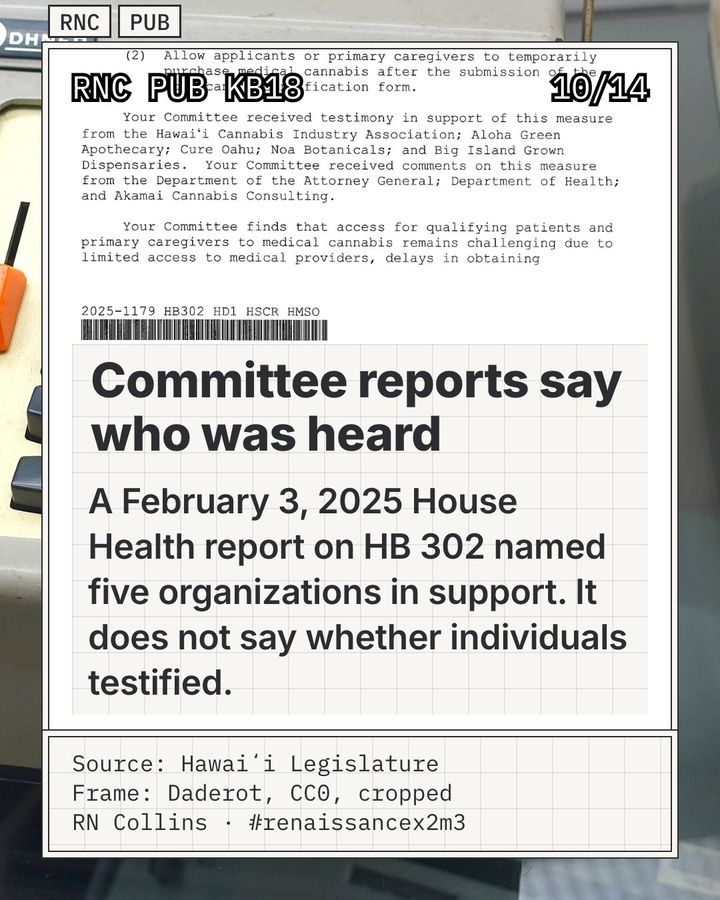 RNC PUB
(2) Allow applicants or primary caregivers to temporarily
purchase medical cannabis after the submission of the
RNC PUB KB18 10/14
fication form.
Your Committee received testimony in support of this measure
from the Hawaiʻi Cannabis Industry Association; Aloha Green
Apothecary; Cure Oahu; Noa Botanicals; and Big Island Grown
Dispensaries. Your Committee received comments on this measure
from the Department of the Attorney General; Department of Health;
and Akamai Consulting.
Your Committee finds that access for qualifying patients and
primary caregivers to medical cannabis remains challenging due to
limited access to medical providers, delays in obtaining
2025-1179 HB302 HD1 HSCR HMSO
Committee reports say
who was heard
A February 3, 2025 House
Health report on HB 302 named
five organizations in support. It
does not say whether individuals
testified.
Source: Hawaiʻi Legislature
Frame: Daderot, CC0, cropped
RN Collins · #renaissancex2m3